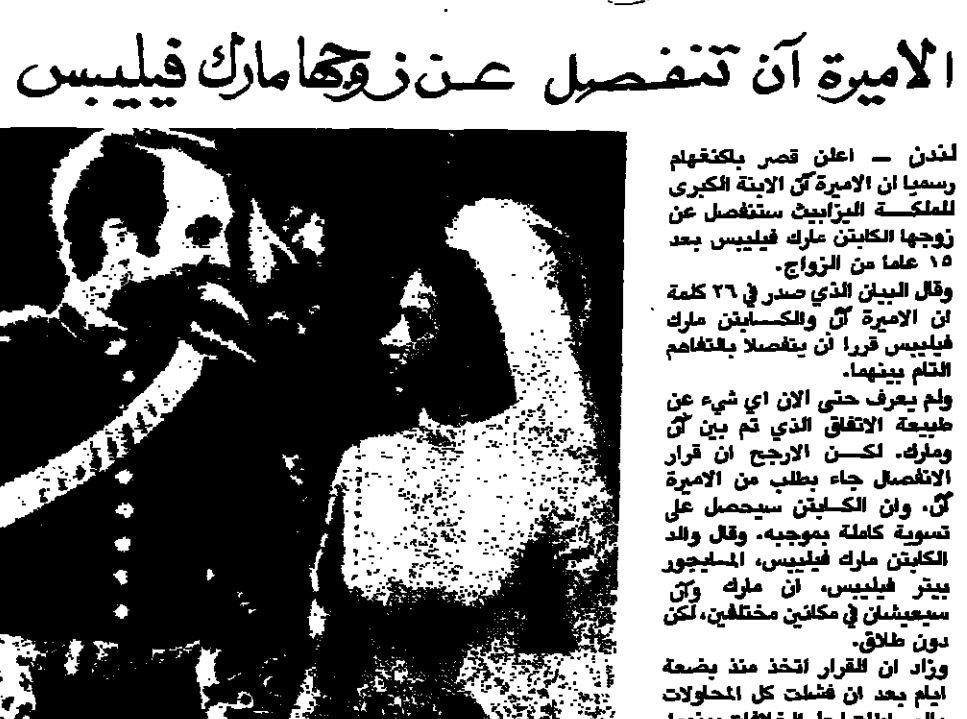 الاميرة آن تنفصل عن زوجها مارك فيليبس
لندن — اعلن قصر باكنغهام
رسميا ان الاميرة آن الابنة الكبرى
للملكة اليزابيث ستنفصل عن
زوجها الكابتن مارك فيليبس بعد
١٥ عاما من الزواج.
وقال البيان الذي صدر في ٢٦ كلمة
ان الاميرة آن والكابتن مارك
فيليبس قررا ان ينفصلا بالتفاهم
التام بينهما.
ولم يعرف حتى الان اي شيء عن
طبيعة الاتفاق الذي تم بين آن
ومارك. لكن الارجح ان قرار
الانفصال جاء بطلب من الاميرة
آن. وان الكابتن سيحصل على
تسوية كاملة بموجبه. وقال والد
الكابتن مارك فيليبس، المايجور
بيتر فيليبس، ان مارك وآن
سيعيشان في مكانين مختلفين، لكن
دون طلاق.
وزاد ان القرار اتخذ منذ بضعة
ايام بعد ان فشلت كل المحاولات